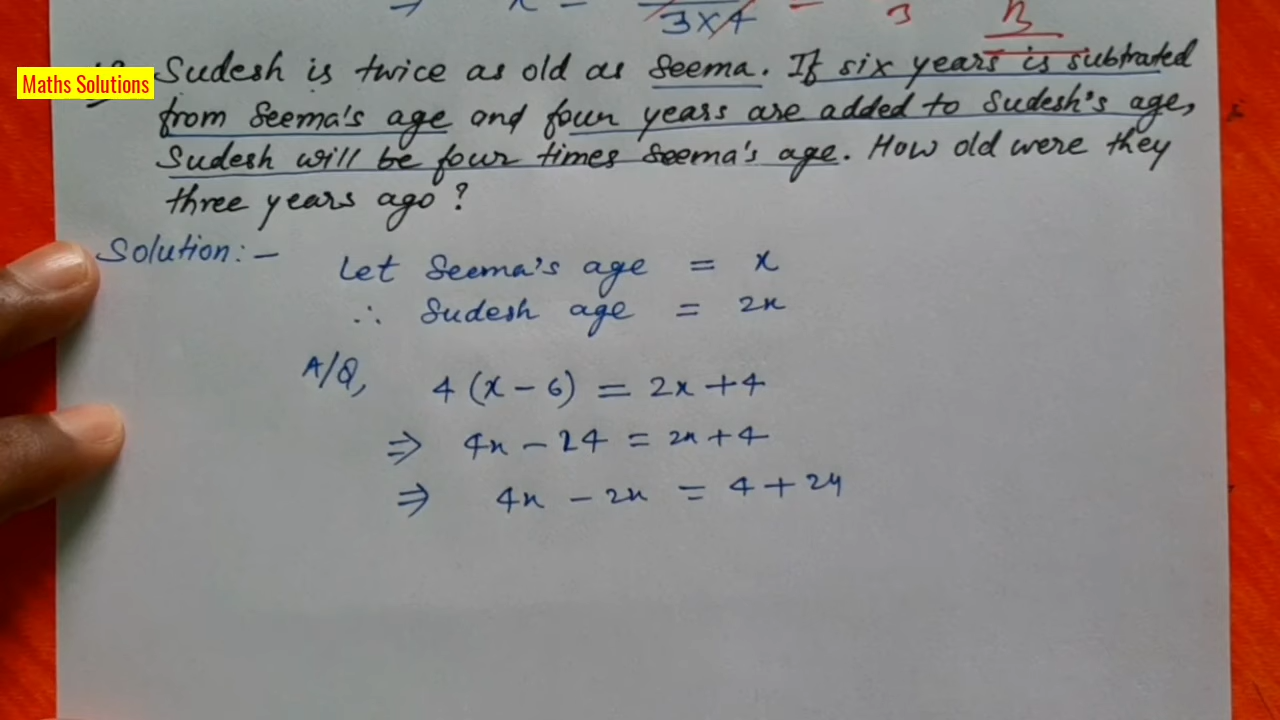 3×4 = 3
Maths Solutions
Sudesh is twice as old as Seema. If six years is subtrated
from Seema's age and four years are added to Sudesh's age,
Sudesh will be four times Seema's age. How old were they
three years ago?
Solution:-
Let Seema's age = x
∴ Sudesh age = 2x
A/Q, 4(x-6) = 2x+4
⇒ 4x - 24 = 2x+4
⇒ 4x - 2x = 4+24